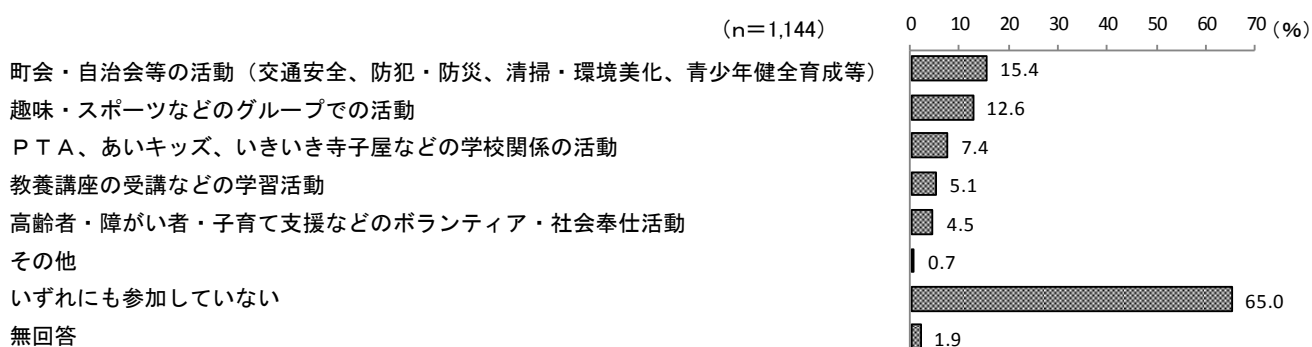 (n=1,144)
0 10 20 30 40 50 60 70 (%)
町会・自治会等の活動（交通安全、防犯・防災、清掃・環境美化、青少年健全育成等） 15.4
趣味・スポーツなどのグループでの活動 12.6
ＰＴＡ、あいキッズ、いきいき寺子屋などの学校関係の活動 7.4
教養講座の受講などの学習活動 5.1
高齢者・障がい者・子育て支援などのボランティア・社会奉仕活動 4.5
その他 0.7
いずれにも参加していない 65.0
無回答 1.9